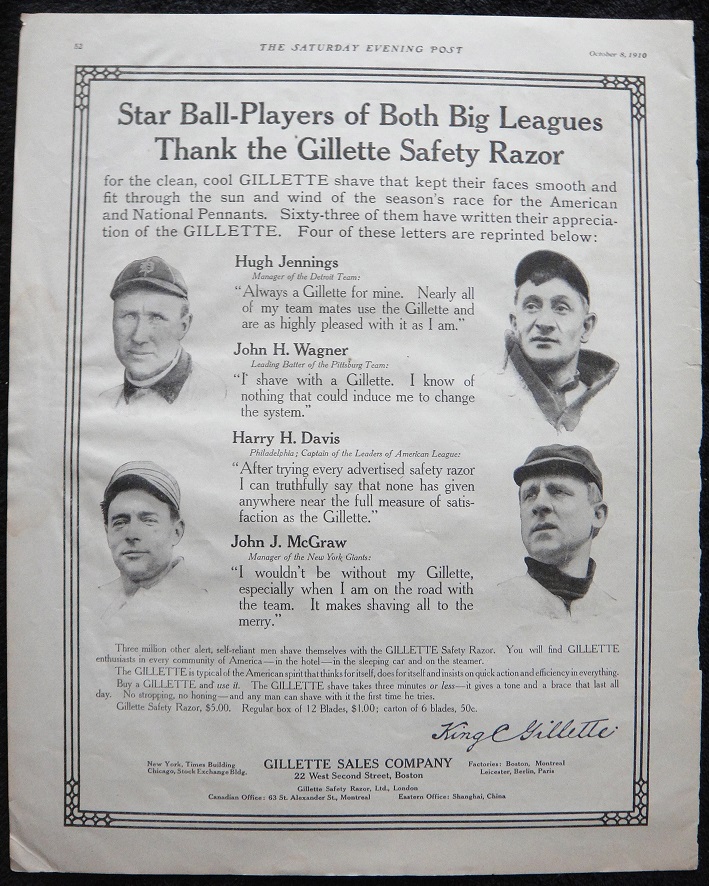 52
THE SATURDAY EVENING POST
October 8, 1910
Star Ball-Players of Both Big Leagues
Thank the Gillette Safety Razor
for the clean, cool GILLETTE shave that kept their faces smooth and
fit through the sun and wind of the season's race for the American
and National Pennants. Sixty-three of them have written their apprecia-
tion of the GILLETTE. Four of these letters are reprinted below:
Hugh Jennings
Manager of the Detroit Team:
"Always a Gillette for mine. Nearly all
of my team mates use the Gillette and
are as highly pleased with it as I am."
John H. Wagner
Leading Batter of the Pittsburg Team:
"I shave with a Gillette. I know of
nothing that could induce me to change
the system."
Harry H. Davis
Philadelphia; Captain of the Leaders of American League:
"After trying every advertised safety razor
I can truthfully say that none has given
anywhere near the full measure of satis-
faction as the Gillette."
John J. McGraw
Manager of the New York Giants:
"I wouldn't be without my Gillette,
especially when I am on the road with
the team. It makes shaving all to the
merry."
Three million other alert, self-reliant men shave themselves with the GILLETTE Safety Razor. You will find GILLETTE
enthusiasts in every community of America—in the hotel—in the sleeping car and on the steamer.
The GILLETTE is typical of the American spirit that thinks for itself, does for itself and insists on quick action and efficiency in everything.
Buy a GILLETTE and use it. The GILLETTE shave takes three minutes or less—it gives a tone and a brace that last all
day. No stropping, no honing—and any man can shave with it the first time he tries.
Gillette Safety Razor, $5.00. Regular box of 12 Blades, $1.00; carton of 6 blades, 50c.
King C Gillette
New York, Times Building
Chicago, Stock Exchange Bldg.
GILLETTE SALES COMPANY
22 West Second Street, Boston
Factories: Boston, Montreal
Leicester, Berlin, Paris
Gillette Safety Razor, Ltd., London
Canadian Office: 63 St. Alexander St., Montreal
Eastern Office: Shanghai, China